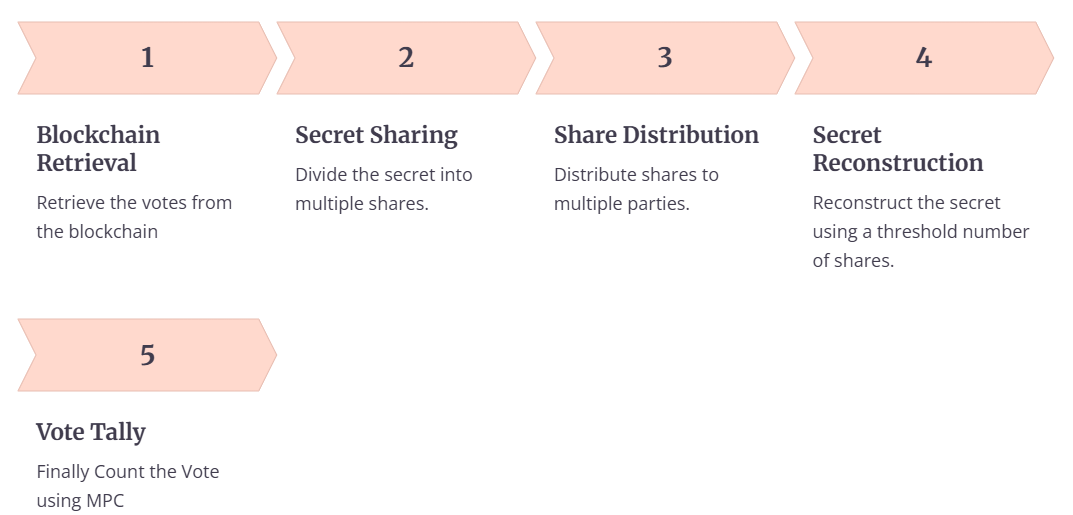 1
Blockchain
Retrieval
Retrieve the votes from
the blockchain
2
Secret Sharing
Divide the secret into
multiple shares.
3
Share Distribution
Distribute shares to
multiple parties.
4
Secret
Reconstruction
Reconstruct the secret
using a threshold number
of shares.
5
Vote Tally
Finally Count the Vote
using MPC